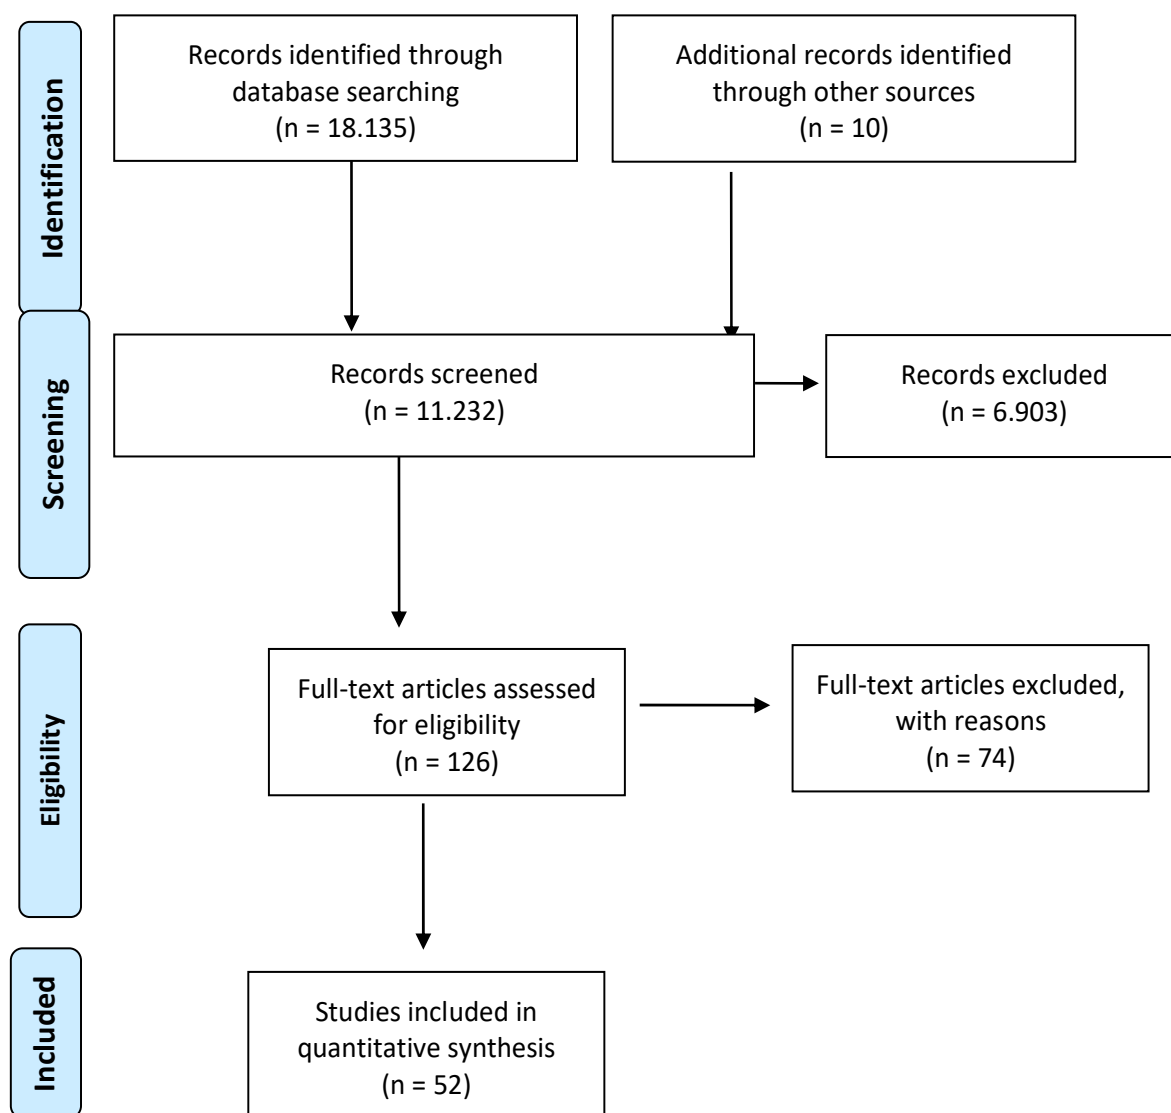 Identification
Records identified through
database searching
(n = 18.135)
Additional records identified
through other sources
(n = 10)
Screening
Records screened
(n = 11.232)
Records excluded
(n = 6.903)
Eligibility
Full-text articles assessed
for eligibility
(n = 126)
Full-text articles excluded,
with reasons
(n = 74)
Included
Studies included in
quantitative synthesis
(n = 52)